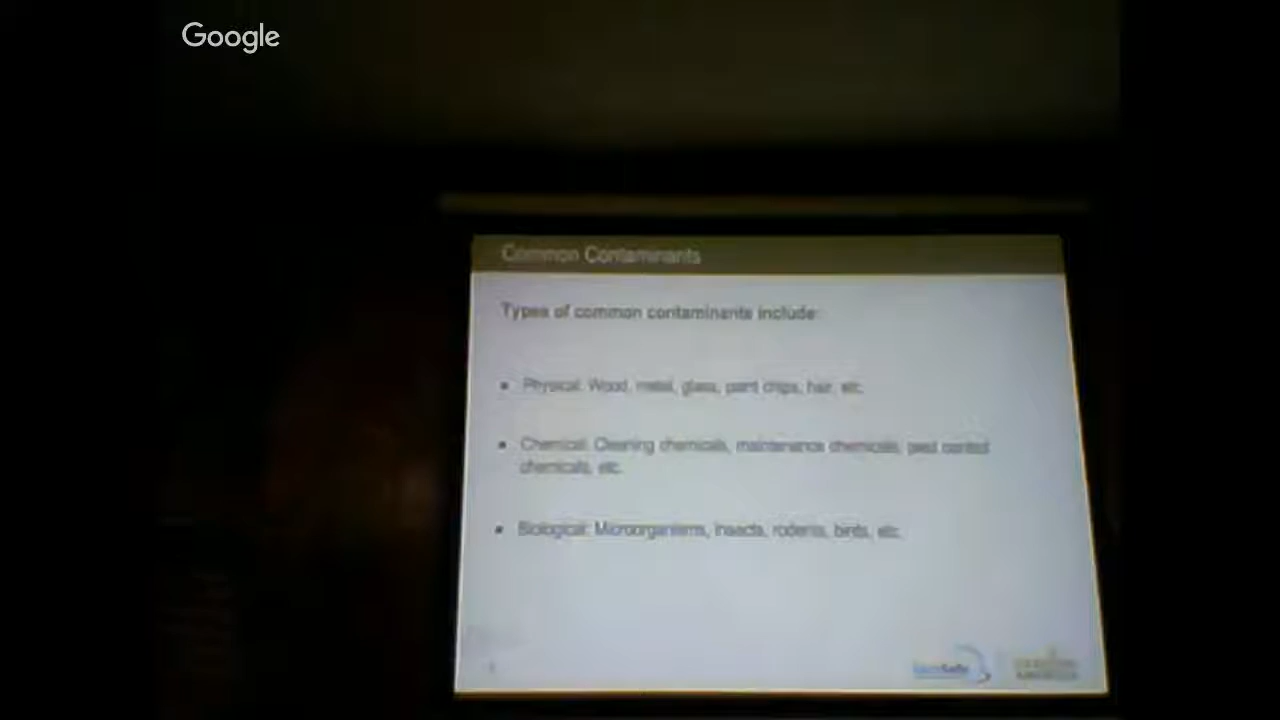 Google
Common Contaminants
Types of common contaminants include:
Physical: Wood, metal, glass, paint chips, hair, etc.
Chemical: Cleaning chemicals, maintenance chemicals, pest control
chemicals, etc.
Biological: Microorganisms, insects, rodents, birds, etc.